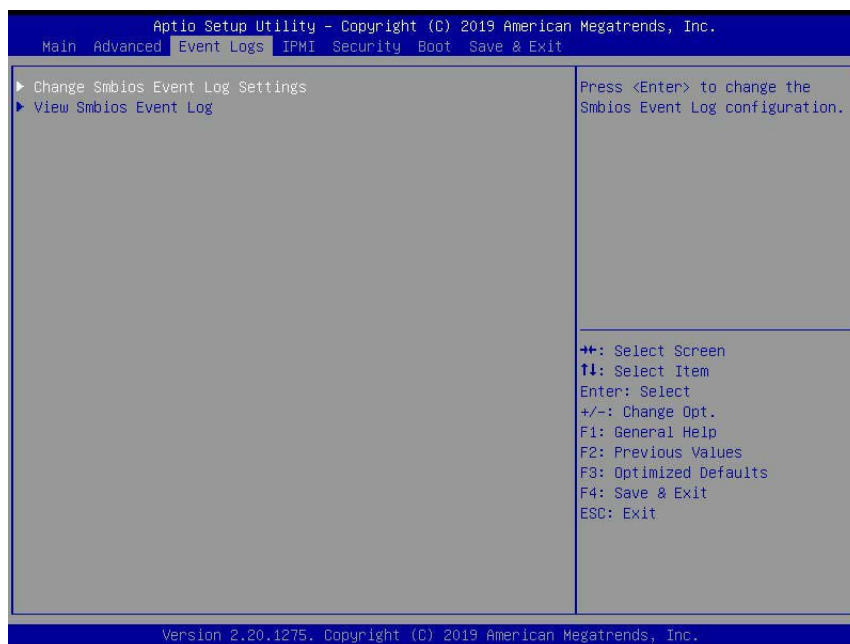 Aptio Setup Utility – Copyright (C) 2019 American Megatrends, Inc.
Main Advanced Event Logs IPMI Security Boot Save & Exit
Change Smbios Event Log Settings
View Smbios Event Log
Press <Enter> to change the
Smbios Event Log configuration.
→←: Select Screen
↑↓: Select Item
Enter: Select
+/-: Change Opt.
F1: General Help
F2: Previous Values
F3: Optimized Defaults
F4: Save & Exit
ESC: Exit
Version 2.20.1275. Copyright (C) 2019 American Megatrends, Inc.